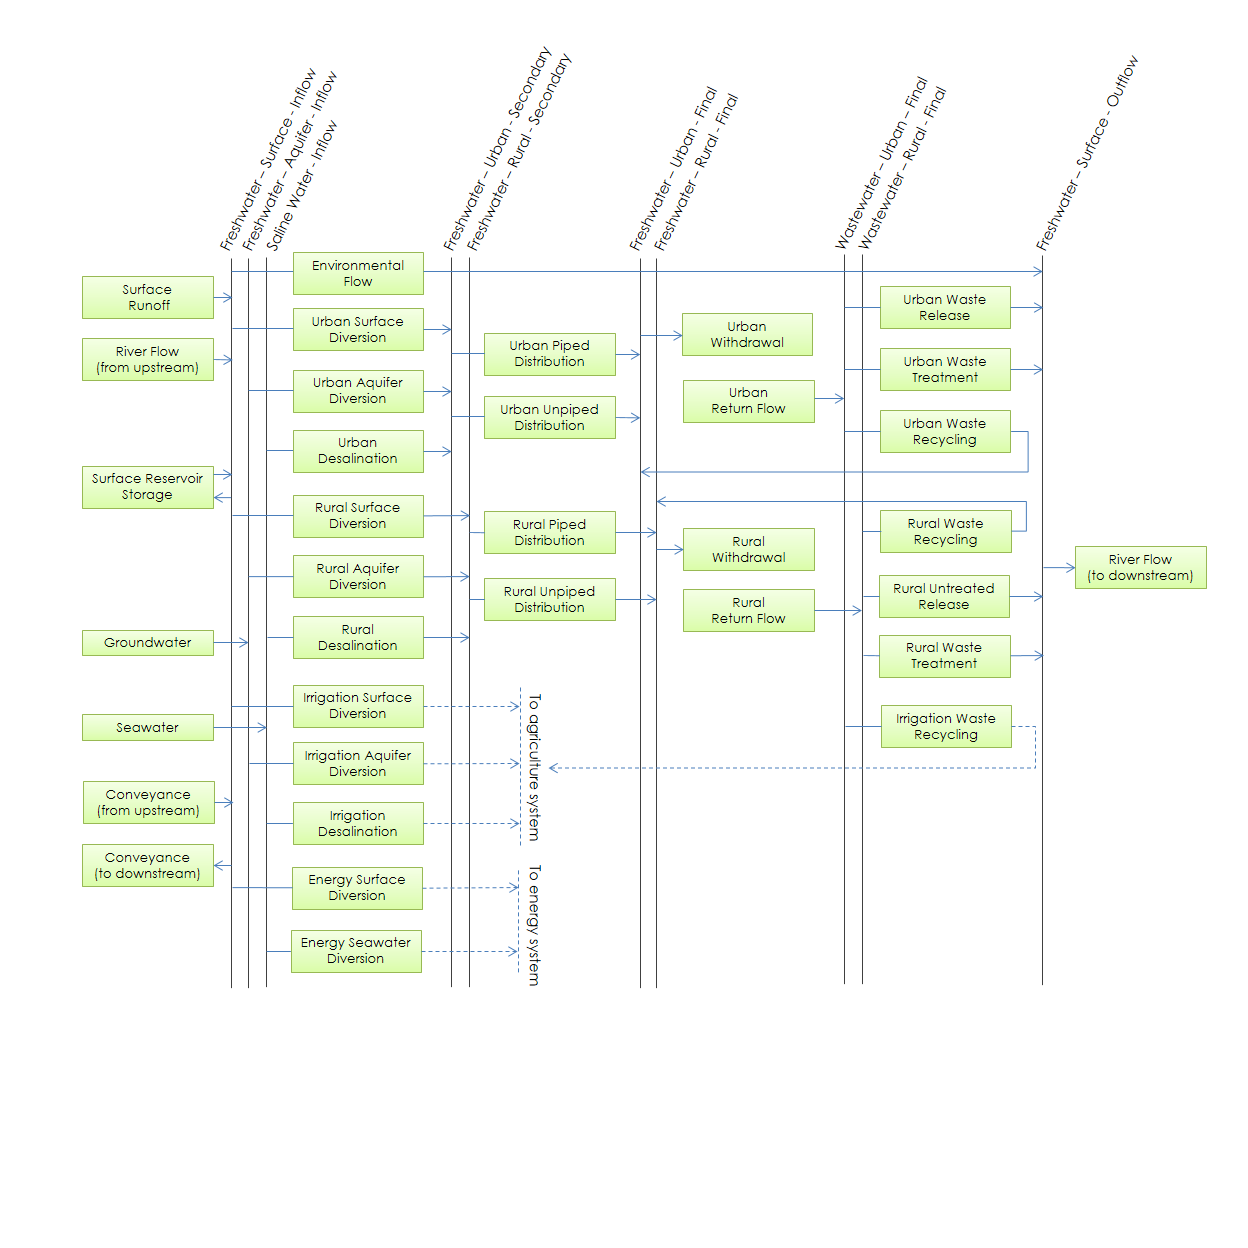 Freshwater – Surface - Inflow
Freshwater – Aquifer - Inflow
Saline Water - Inflow
Freshwater – Urban - Secondary
Freshwater – Rural - Secondary
Freshwater – Urban - Final
Freshwater – Rural - Final
Wastewater – Urban – Final
Wastewater – Rural - Final
Freshwater – Surface - Outflow
Surface
Runoff
River Flow
(from upstream)
Surface Reservoir
Storage
Groundwater
Seawater
Conveyance
(from upstream)
Conveyance
(to downstream)
Environmental
Flow
Urban Surface
Diversion
Urban Aquifer
Diversion
Urban
Desalination
Rural Surface
Diversion
Rural Aquifer
Diversion
Rural
Desalination
Irrigation Surface
Diversion
Irrigation Aquifer
Diversion
Irrigation
Desalination
Energy Surface
Diversion
Energy Seawater
Diversion
Urban Piped
Distribution
Urban Unpiped
Distribution
Rural Piped
Distribution
Rural Unpiped
Distribution
To agriculture system
To energy system
Urban
Withdrawal
Urban
Return Flow
Rural
Withdrawal
Rural
Return Flow
Urban Waste
Release
Urban Waste
Treatment
Urban Waste
Recycling
Rural Waste
Recycling
Rural Untreated
Release
Rural Waste
Treatment
Irrigation Waste
Recycling
River Flow
(to downstream)